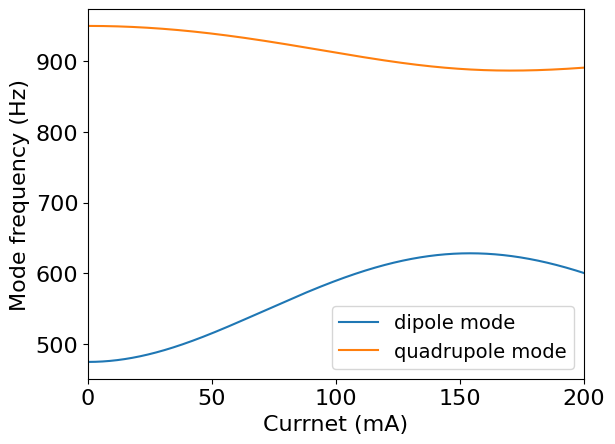 Mode frequency (Hz)
900
800
700
600
500
0
50
100
150
200
Currnet (mA)
dipole mode
quadrupole mode